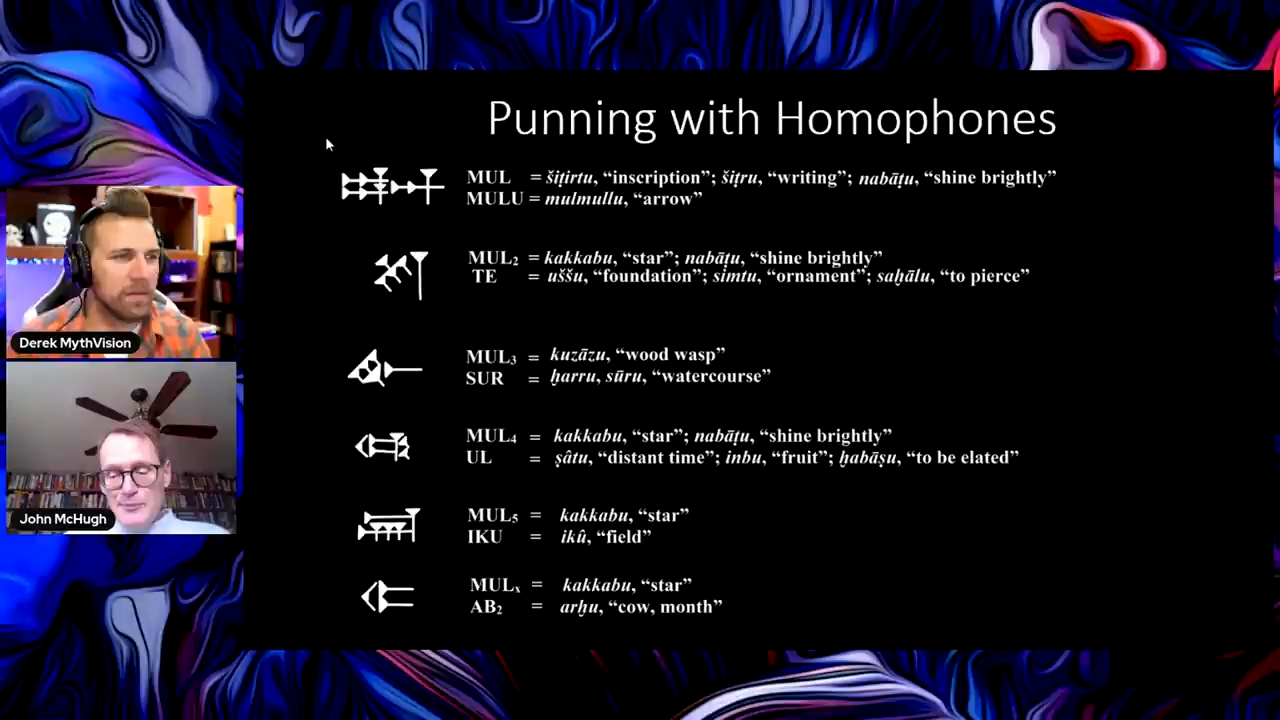 Punning with Homophones
MUL = šiṭirtu, “inscription”; šiṭru, “writing”; nabāṭu, “shine brightly”
MULU = mulmullu, “arrow”
MUL₂ = kakkabu, “star”; nabāṭu, “shine brightly”
TE = uššu, “foundation”; simtu, “ornament”; saḫālu, “to pierce”
MUL₃ = kuzāzu, “wood wasp”
SUR = ḫarru, sūru, “watercourse”
MUL₄ = kakkabu, “star”; nabāṭu, “shine brightly”
UL = ṣâtu, “distant time”; inbu, “fruit”; ḫabāṣu, “to be elated”
MUL₅ = kakkabu, “star”
IKU = ikû, “field”
MULₓ = kakkabu, “star”
AB₂ = arḫu, “cow, month”
Derek MythVision
John McHugh